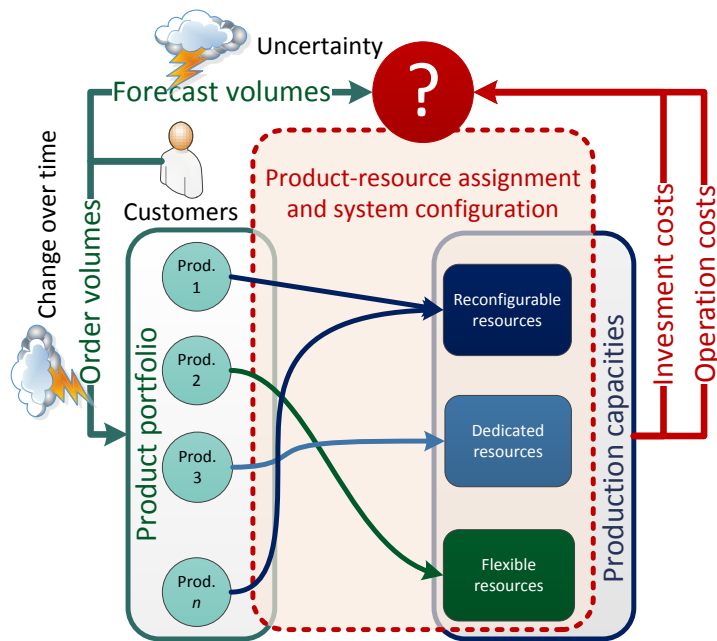 Uncertainty
Forecast volumes
?
Change over time
Order volumes
Customers
Product-resource assignment
and system configuration
Product portfolio
Prod.
1
Prod.
2
Prod.
3
Prod.
n
Reconfigurable
resources
Dedicated
resources
Flexible
resources
Production capacities
Invesment costs
Operation costs